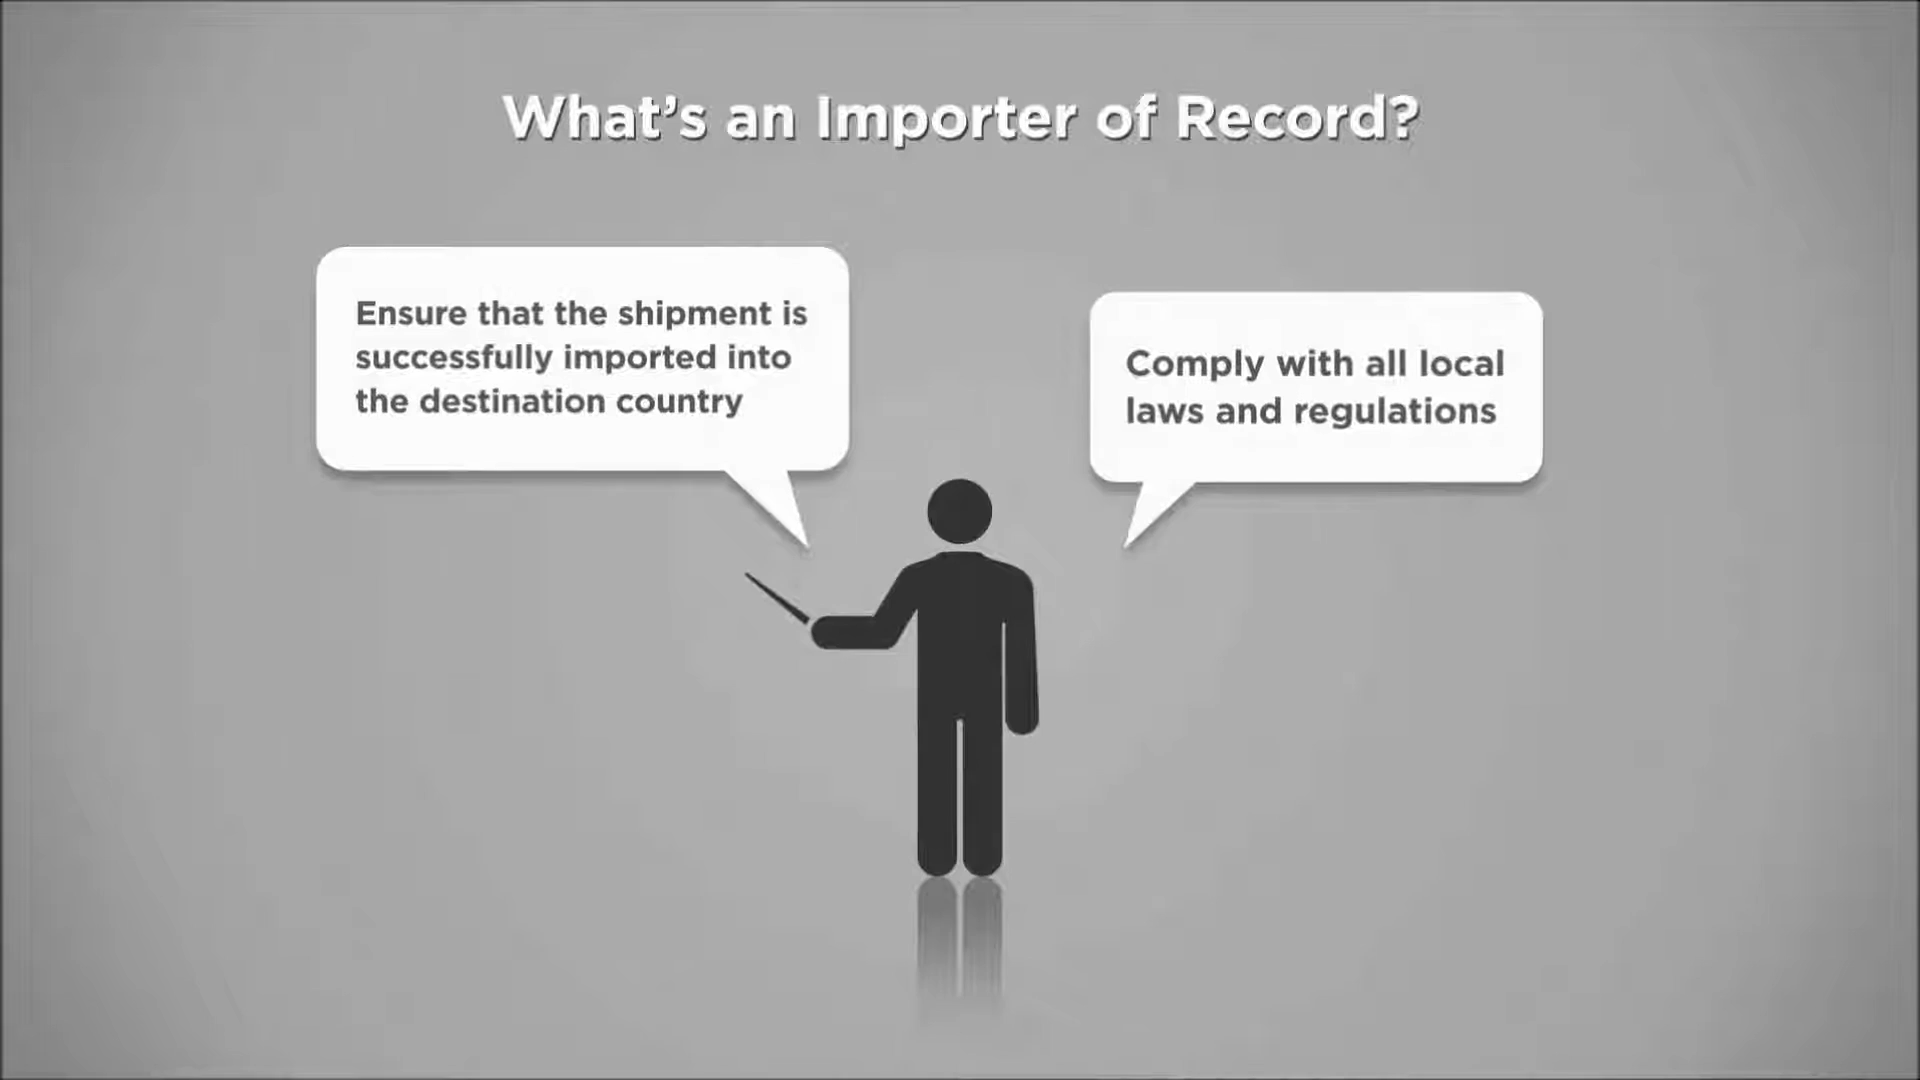 What's an Importer of Record?
Ensure that the shipment is
successfully imported into
the destination country
Comply with all local
laws and regulations